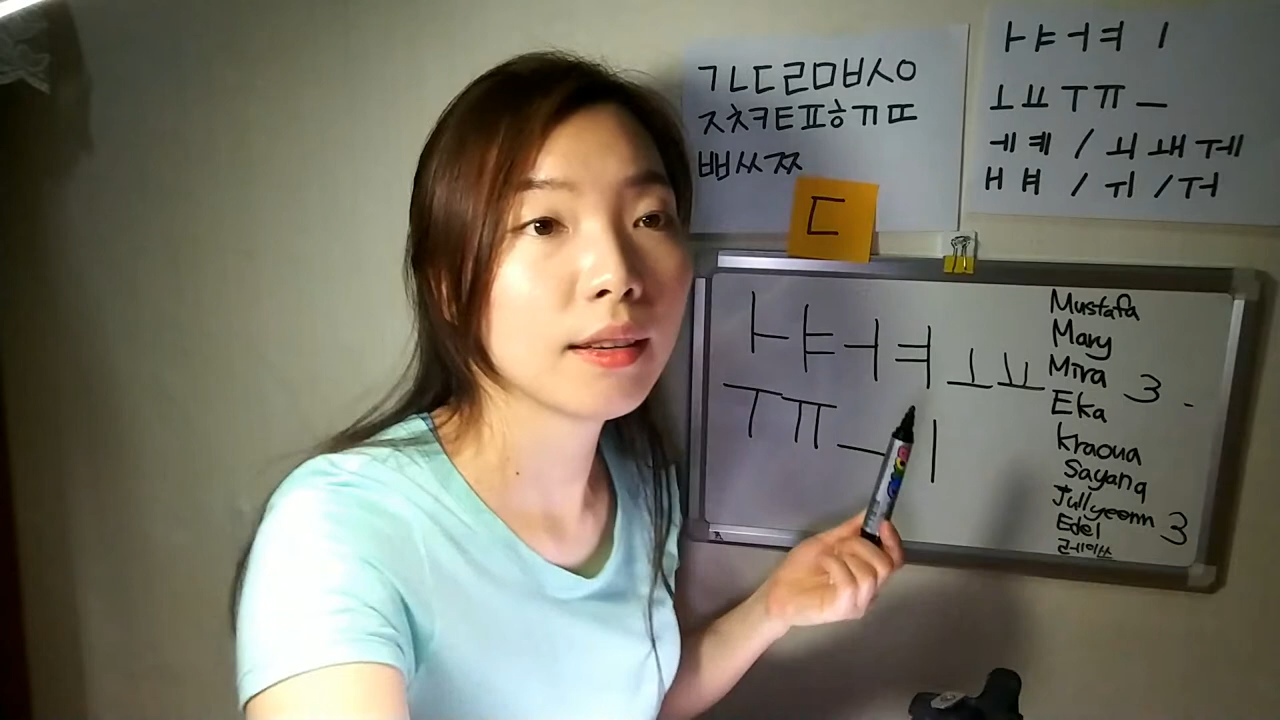 ㄱㄴㄷㄹㅁㅂㅅㅇ
ㅈㅊㅋㅌㅍㅎㄲㄸ
ㅃㅆㅉ
ㅏㅑㅓㅕㅣ
ㅗㅛㅜㅠㅡ
ㅔㅖ/ㅚㅙㅞ
ㅐㅒ/ㅟ/ㅝ
ㄷ
ㅏㅑㅓㅕㅗㅛ
ㅜㅠㅡㅣ
Mustafa
Mary
Mira 3
Eka
kraoua
Sayang
Jullyeomn 3
Edel